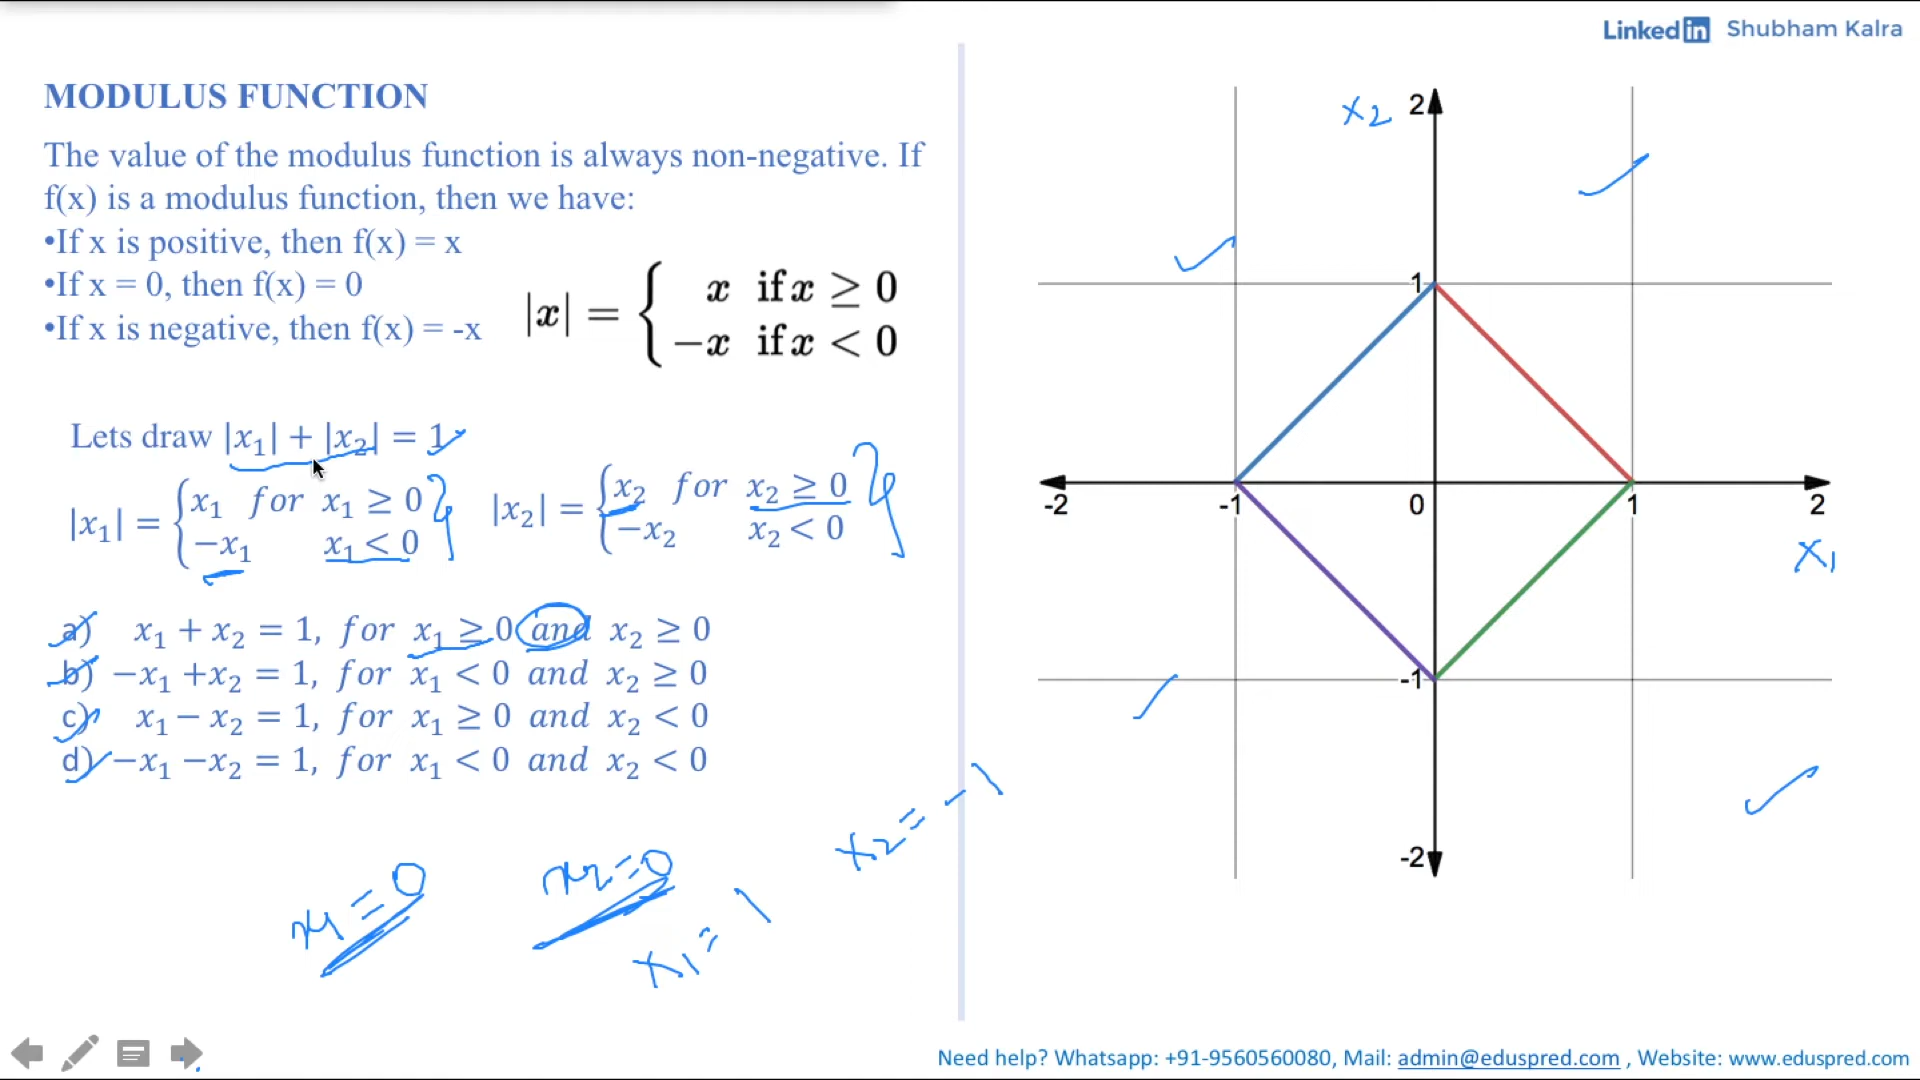 Linked in Shubham Kalra
MODULUS FUNCTION
The value of the modulus function is always non-negative. If
f(x) is a modulus function, then we have:
•If x is positive, then f(x) = x
•If x = 0, then f(x) = 0
•If x is negative, then f(x) = -x
|x| = { x if x ≥ 0
−x if x < 0
Lets draw |x₁| + |x₂| = 1
|x₁| = { x₁ for x₁ ≥ 0
−x₁ x₁ < 0
|x₂| = { x₂ for x₂ ≥ 0
−x₂ x₂ < 0
a) x₁ + x₂ = 1, for x₁ ≥ 0 and x₂ ≥ 0
b) −x₁ +x₂ = 1, for x₁ < 0 and x₂ ≥ 0
c) x₁ − x₂ = 1, for x₁ ≥ 0 and x₂ < 0
d) −x₁ −x₂ = 1, for x₁ < 0 and x₂ < 0
x₁ = 0
x₂ = 0
x₁ = 1
x₂ = -1
x₂
2
1
-2
-1
0
1
2
x₁
-1
-2
Need help? Whatsapp: +91-9560560080, Mail: admin@eduspred.com , Website: www.eduspred.com